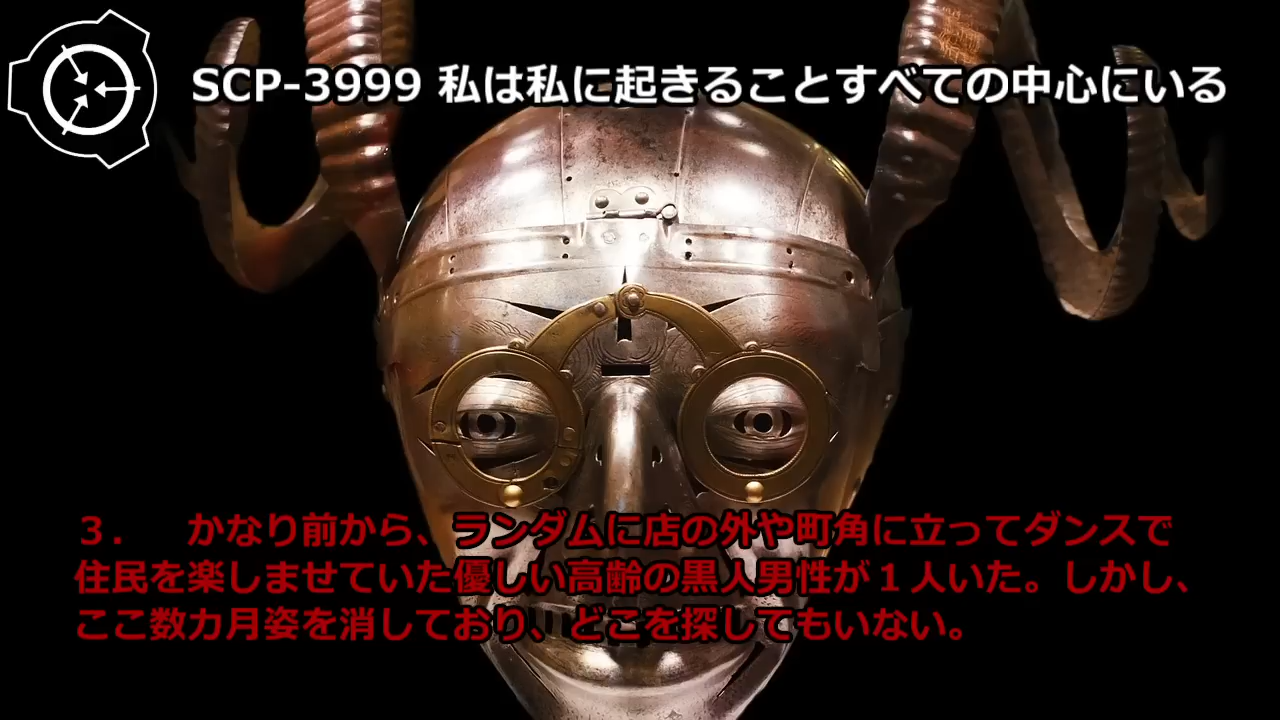 SCP-3999 私は私に起きることすべての中心にいる
３．　かなり前から、ランダムに店の外や町角に立ってダンスで
住民を楽しませていた優しい高齢の黒人男性が１人いた。しかし、
ここ数カ月姿を消しており、どこを探してもいない。